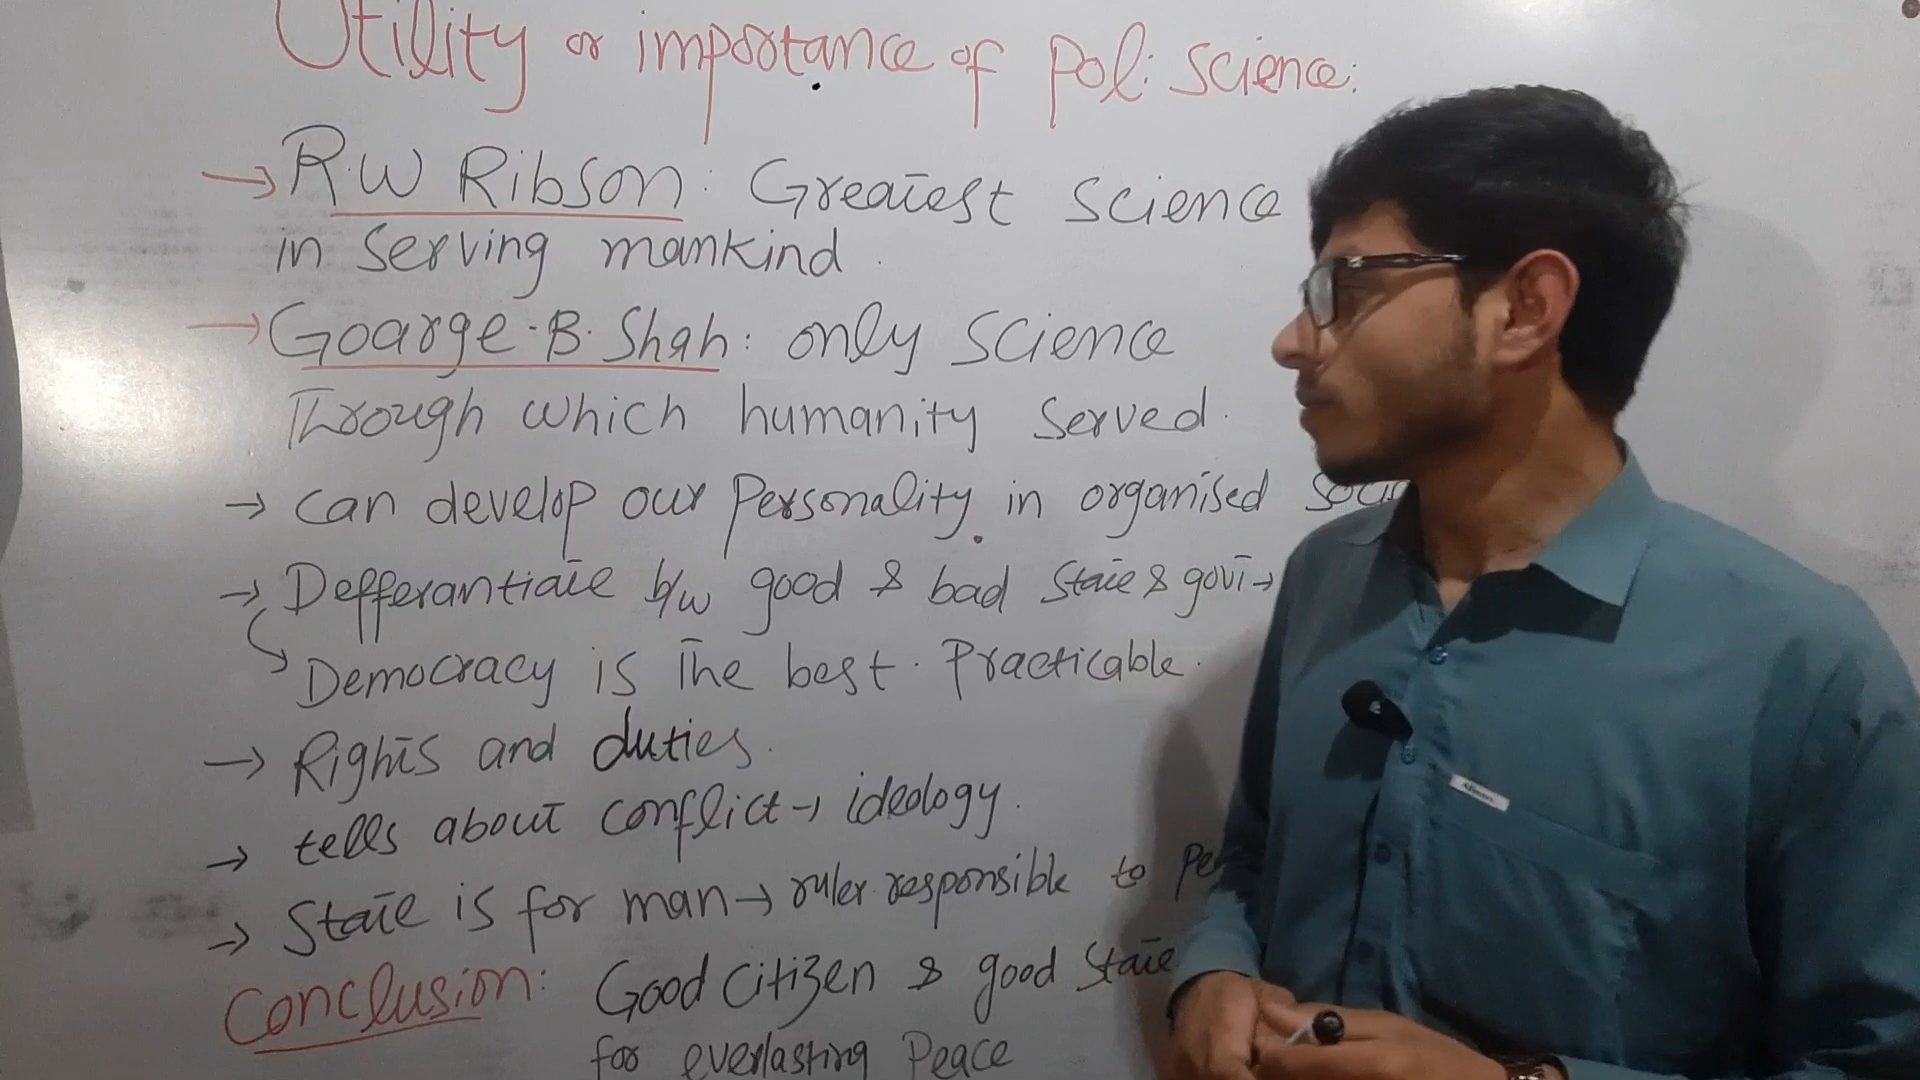 Utility or importance of Pol: Science:
→ R.W Ribson: Greatest science
in serving mankind.
→ Goarge.B.Shah: only science
Through which humanity served.
→ can develop our Personality in organised
→ Defferantiate b/w good & bad State & govt →
Democracy is The best. Practicable.
→ Rights and duties.
→ tells about conflict → ideology.
→ State is for man → ruler responsible to
Conclusion: Good citizen & good State
for everlasting Peace